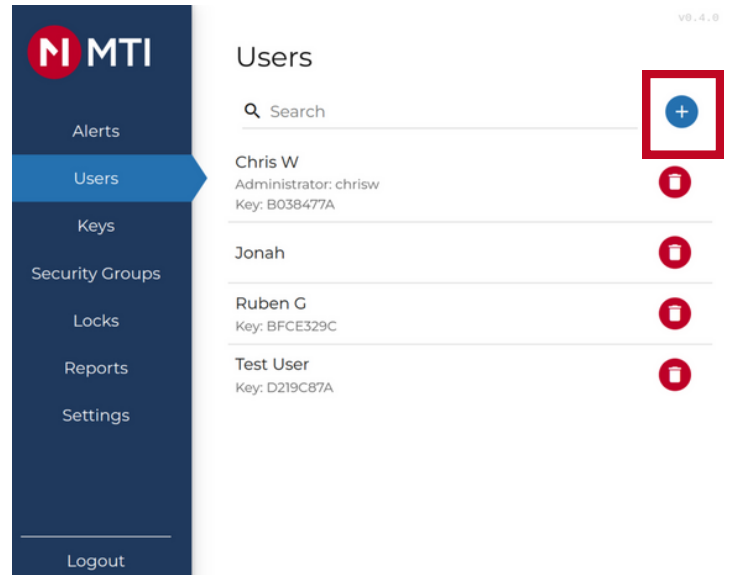 v0.4.0
MTI
Users
Search
+
Alerts
Users
Keys
Security Groups
Locks
Reports
Settings
Logout
Chris W
Administrator: chrisw
Key: B038477A
Jonah
Ruben G
Key: BFCE329C
Test User
Key: D219C87A